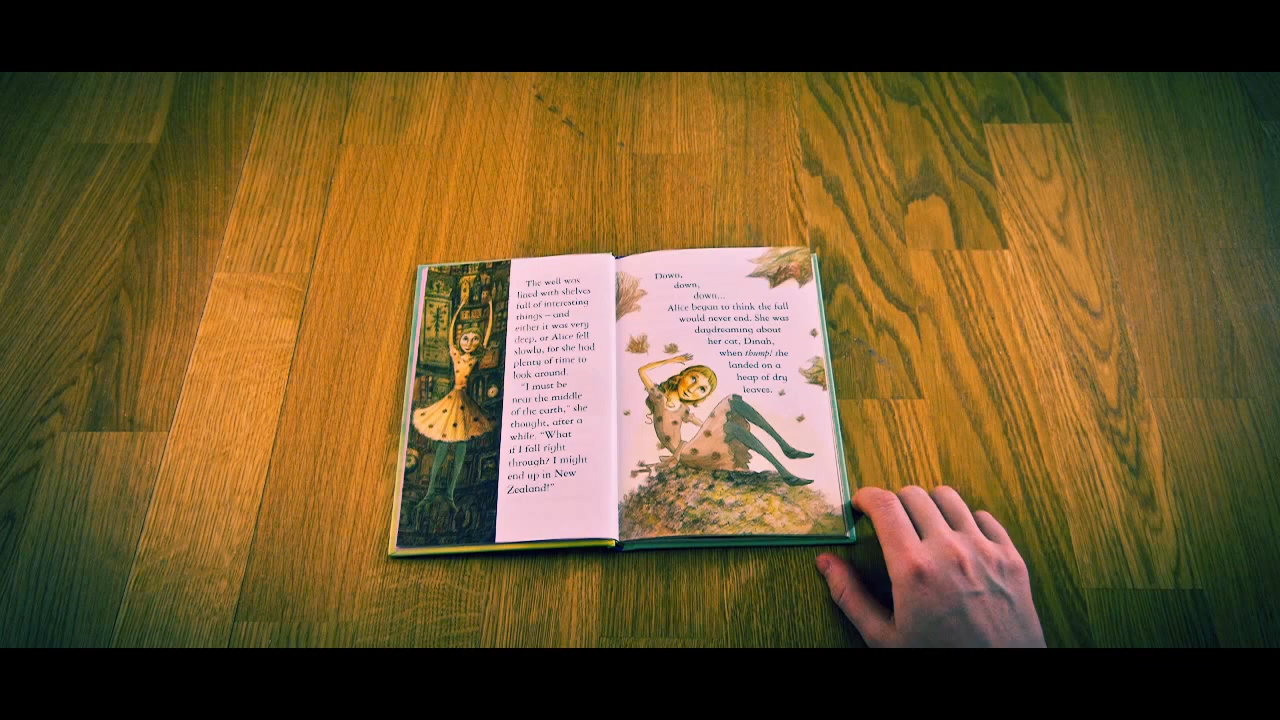 The well was
lined with shelves
full of interesting
things – and
either it was very
deep, or Alice fell
slowly, for she had
plenty of time to
look around.
"I must be
near the middle
of the earth," she
thought, after a
while. "What
if I fall right
through? I might
end up in New
Zealand!"
Down,
down,
down...
Alice began to think the fall
would never end. She was
daydreaming about
her cat, Dinah,
when thump! she
landed on a
heap of dry
leaves.